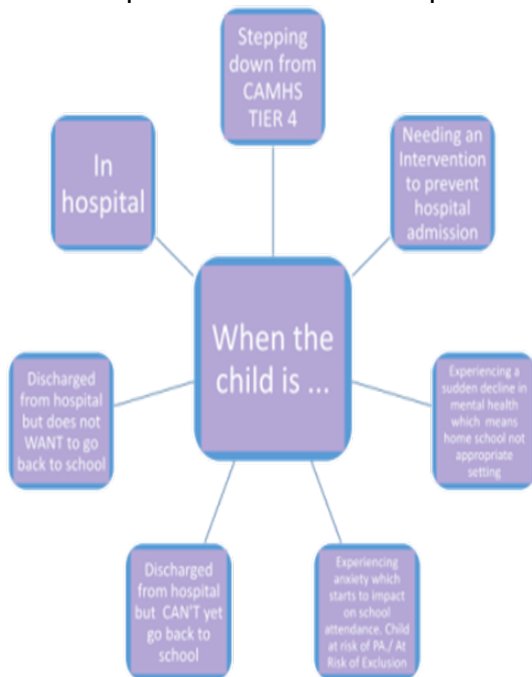 Stepping
down from
CAMHS
TIER 4
Needing an
Intervention
to prevent
hospital
admission
Experiencing a
sudden decline in
mental health
which means
home school not
appropriate
setting
Experiencing
anxiety which
starts to impact
on school
attendance. Child
at risk of PA./ At
Risk of Exclusion
Discharged
from hospital
but CAN'T yet
go back to
school
Discharged
from hospital
but does not
WANT to go
back to school
In
hospital
When the
child is ...